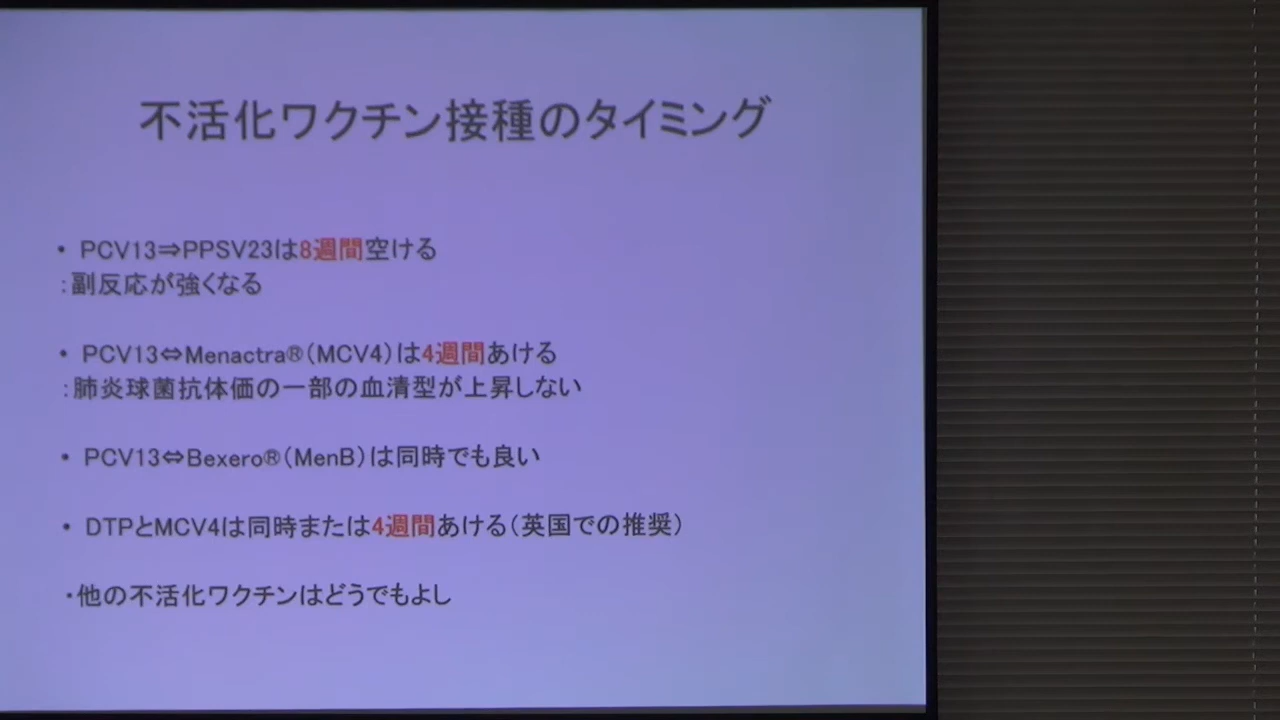 不活化ワクチン接種のタイミング
• PCV13⇒PPSV23は8週間空ける
：副反応が強くなる
• PCV13⇔Menactra®（MCV4）は4週間あける
：肺炎球菌抗体価の一部の血清型が上昇しない
• PCV13⇔Bexero®（MenB）は同時でも良い
• DTPとMCV4は同時または4週間あける（英国での推奨）
・他の不活化ワクチンはどうでもよし